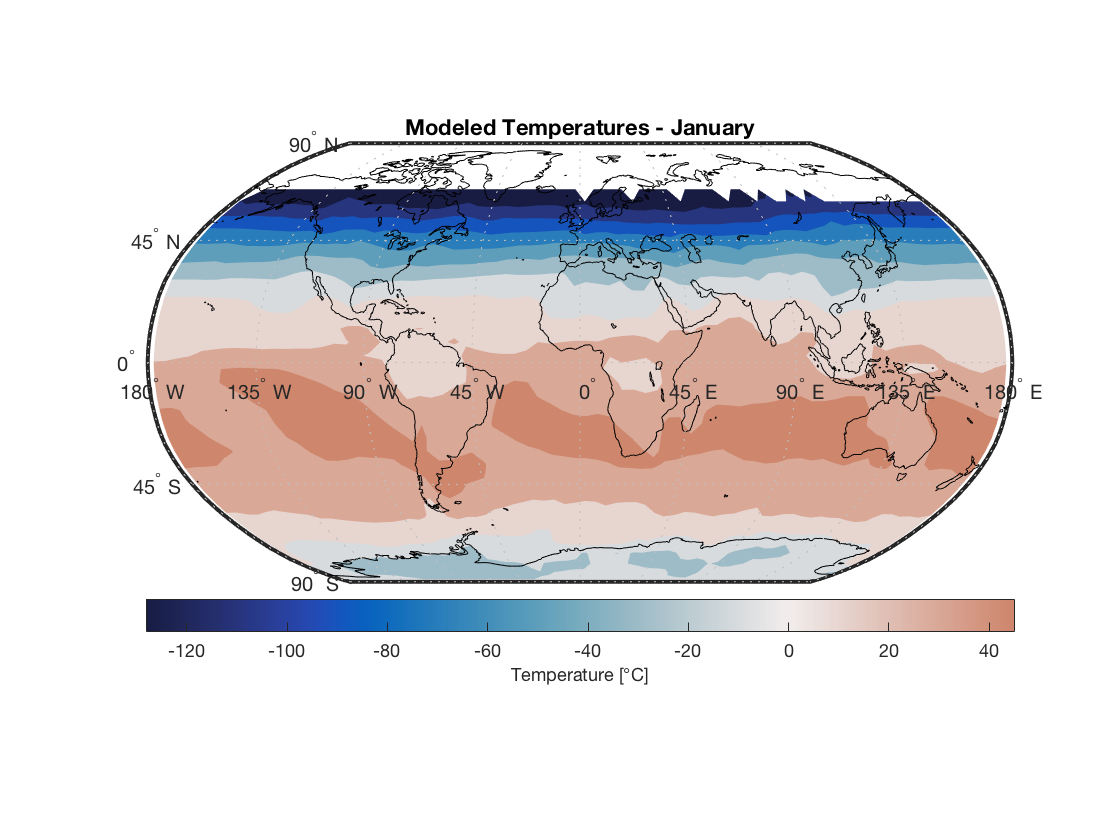 Modeled Temperatures - January
90° N
45° N
0°
180° W 135° W 90° W 45° W 0° 45° E 90° E 135° E 180° E
45° S
90° S
-120 -100 -80 -60 -40 -20 0 20 40
Temperature [°C]